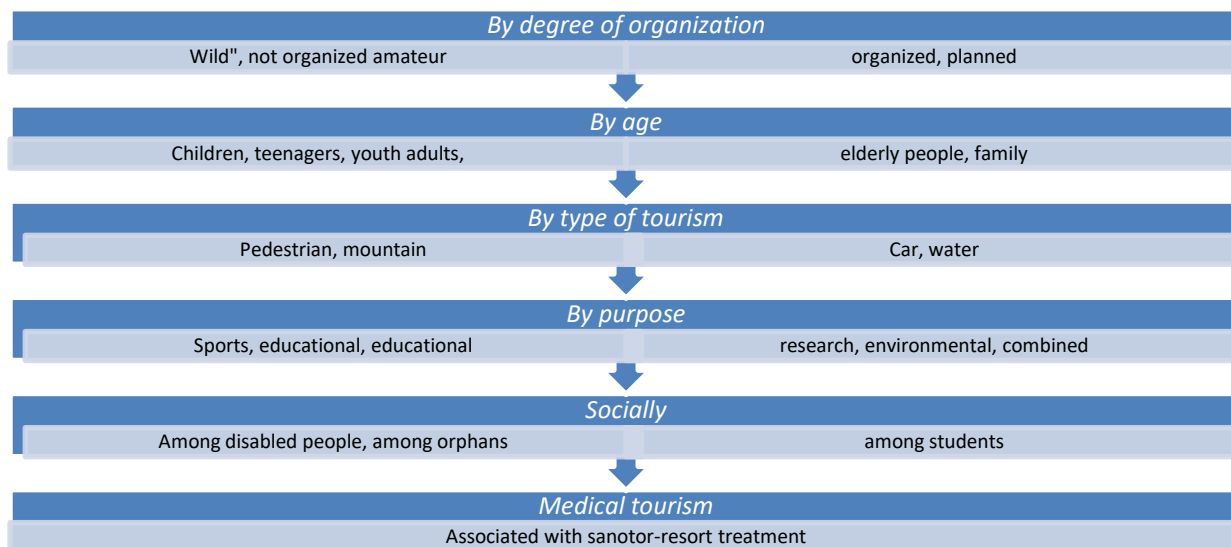 By degree of organization
Wild", not organized amateur
organized, planned
By age
Children, teenagers, youth adults,
elderly people, family
By type of tourism
Pedestrian, mountain
Car, water
By purpose
Sports, educational, educational
research, environmental, combined
Socially
Among disabled people, among orphans
among students
Medical tourism
Associated with sanotor-resort treatment